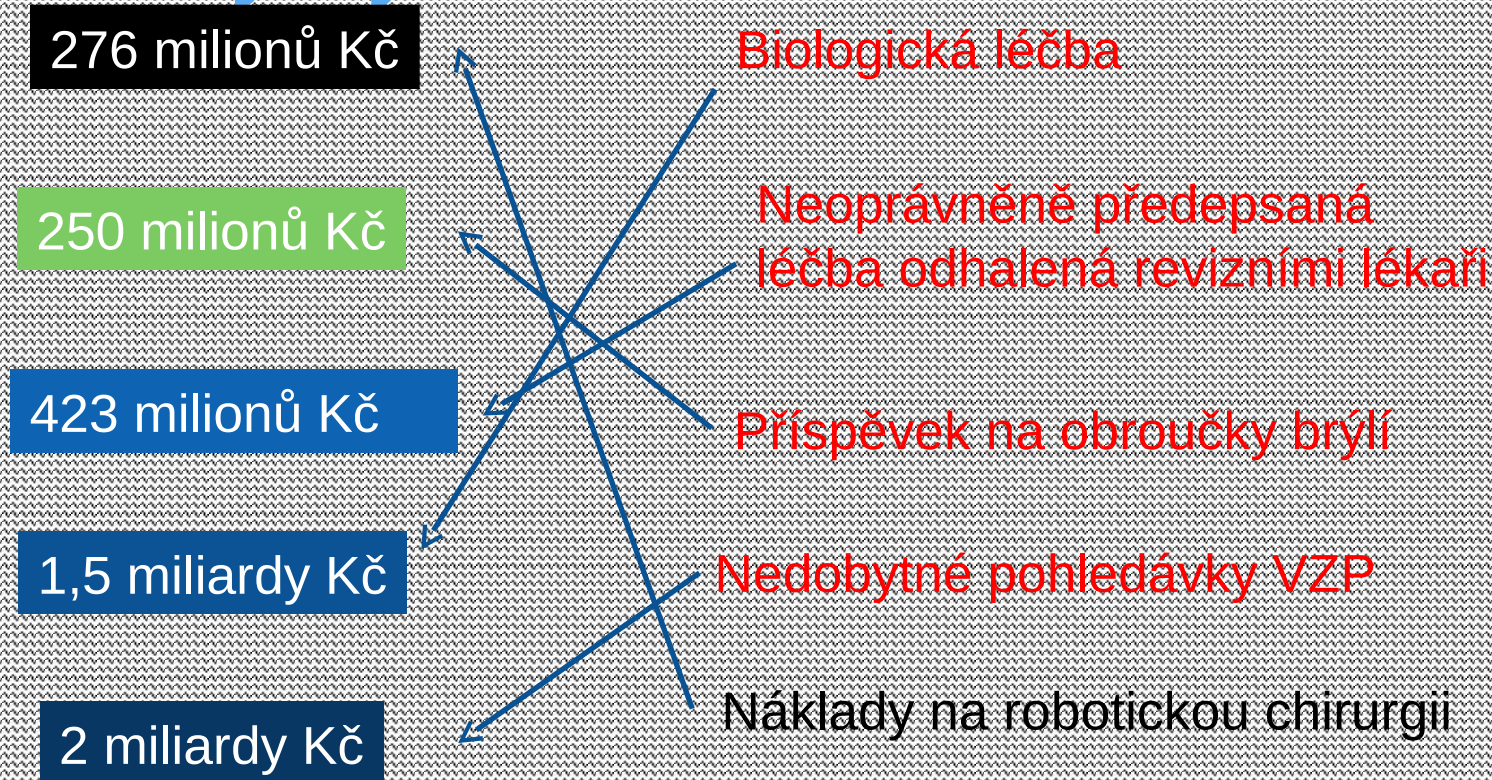 276 milionů Kč
Biologická léčba
250 milionů Kč
Neoprávněně předepsaná
léčba odhalená revizními lékaři
423 milionů Kč
Příspěvek na obroučky brýlí
1,5 miliardy Kč
Nedobytné pohledávky VZP
2 miliardy Kč
Náklady na robotickou chirurgii